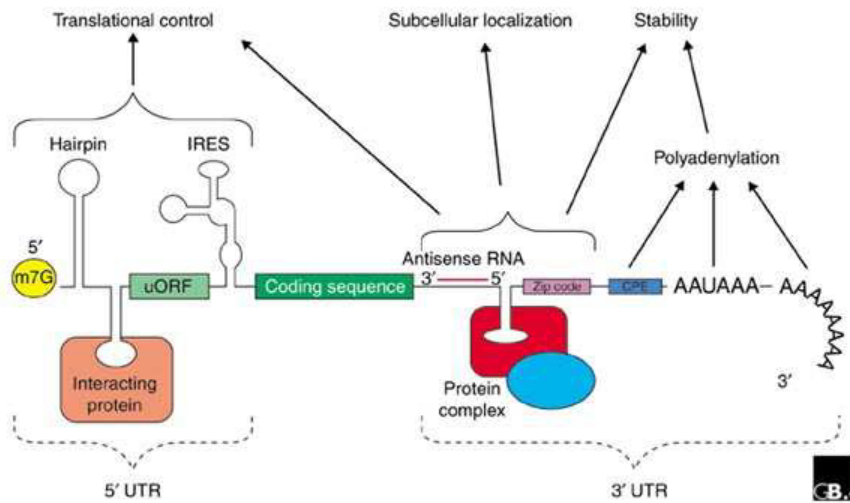 Translational control
Subcellular localization
Stability
Hairpin
IRES
Polyadenylation
5′
m7G
uORF
Coding sequence
Antisense RNA
3′
5′
Zip code
CPE
AAUAAA
AAAAAAA
3′
Interacting
protein
Protein
complex
5′ UTR
3′ UTR
GB